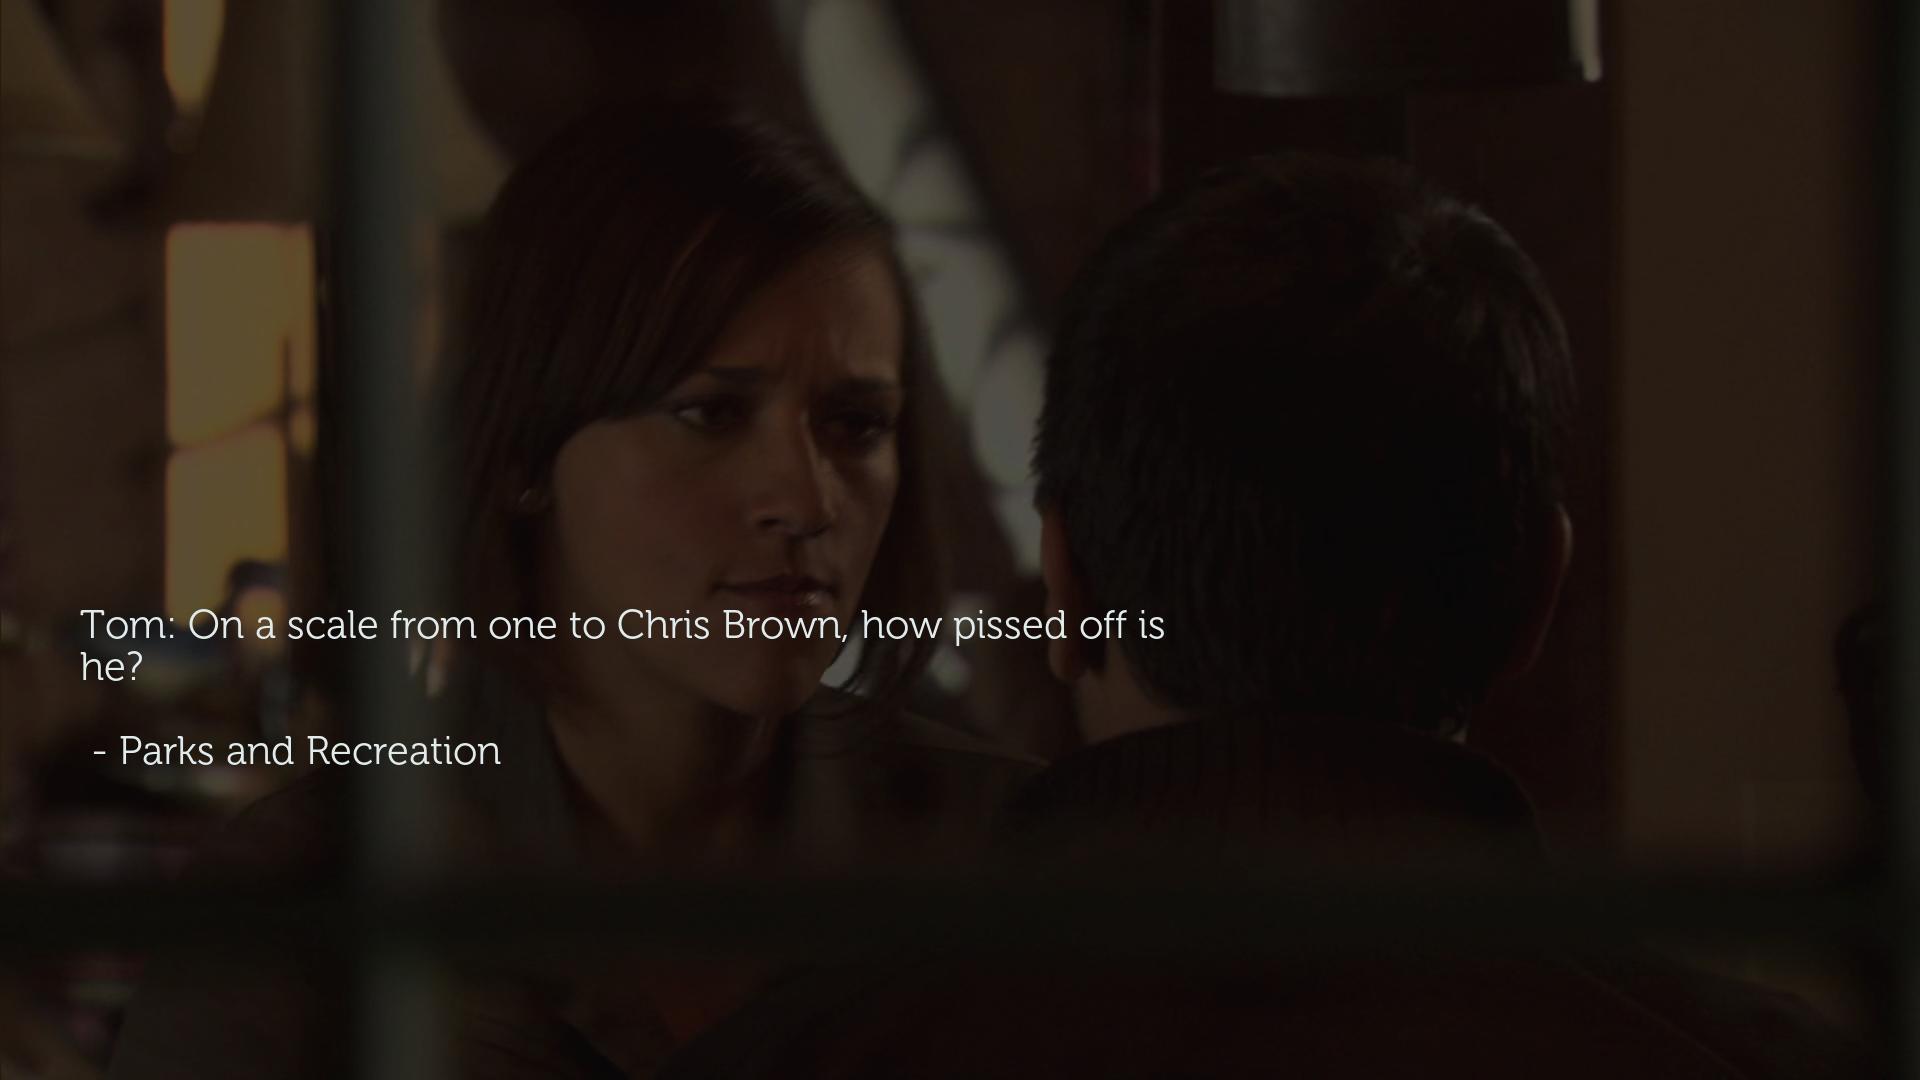 Tom: On a scale from one to Chris Brown, how pissed off is
he?
- Parks and Recreation